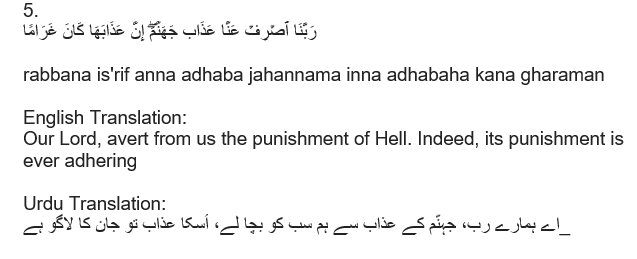 5.
رَبَّنَا ٱصْرِفْ عَنَّا عَذَابَ جَهَنَّمَ ۖ إِنَّ عَذَابَهَا كَانَ غَرَامًا
rabbana is'rif anna adhaba jahannama inna adhabaha kana gharaman
English Translation:
Our Lord, avert from us the punishment of Hell. Indeed, its punishment is
ever adhering
Urdu Translation:
اے ہمارے رب، جہنّم کے عذاب سے ہم سب کو بچا لے، اَسکا عذاب تو جان کا لاگو ہے_